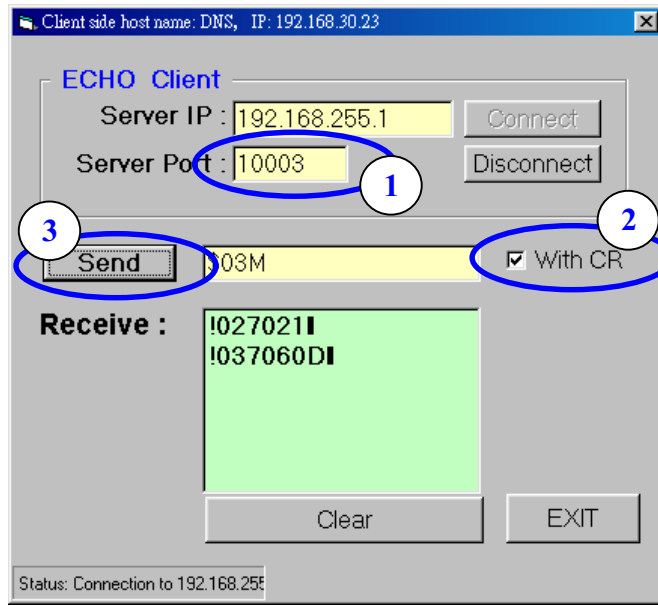 Client side host name: DNS, IP: 192.168.30.23
ECHO Client
Server IP : 192.168.255.1 Connect
Server Port : 10003 Disconnect
1
3
2
Send $03M With CR
Receive :
!027021
!037060D
Clear EXIT
Status: Connection to 192.168.255